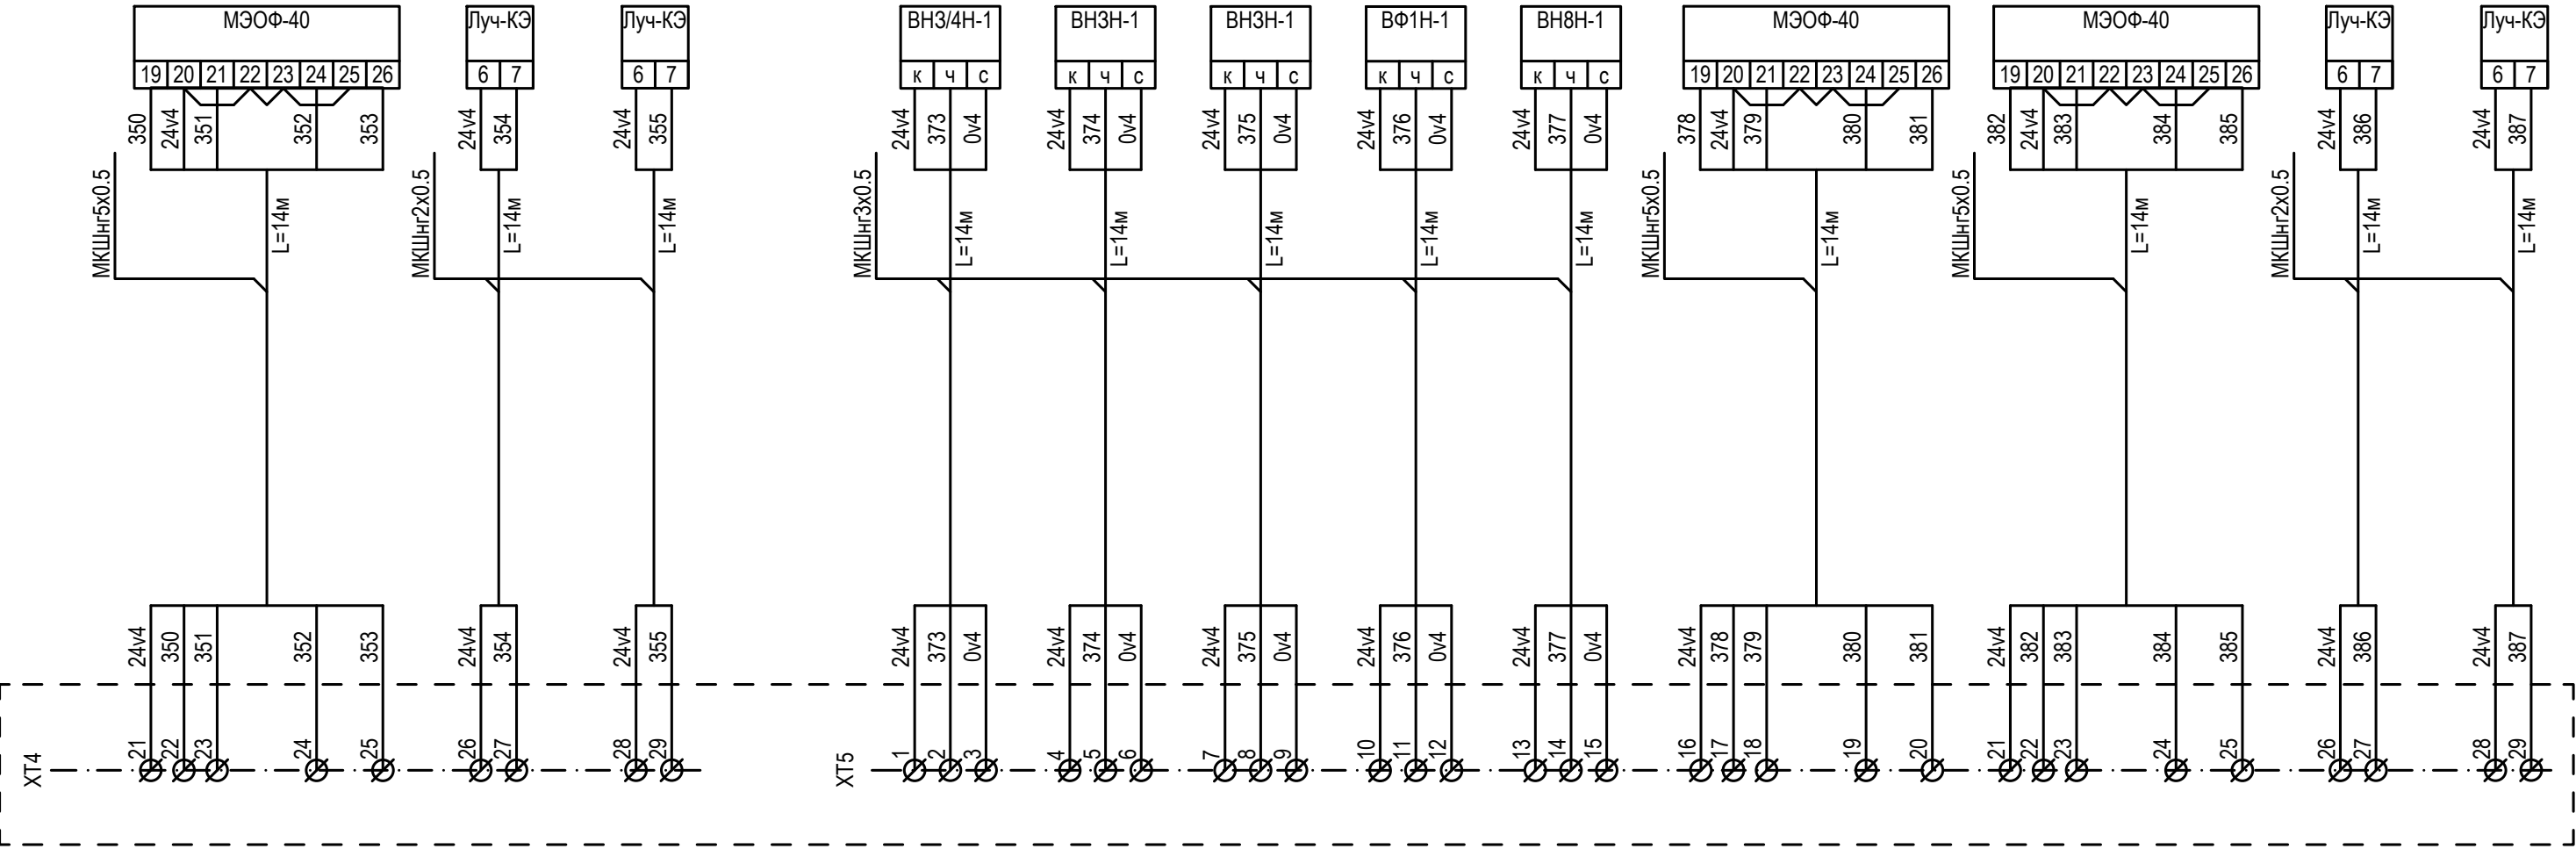 МЭОФ-40 Луч-КЭ Луч-КЭ ВН3/4Н-1 ВН3Н-1 ВН3Н-1 ВФ1Н-1 ВН8Н-1 МЭОФ-40 МЭОФ-40 Луч-КЭ Луч-КЭ
19 20 21 22 23 24 25 26 6 7 6 7 к ч с к ч с к ч с к ч с к ч с 19 20 21 22 23 24 25 26 19 20 21 22 23 24 25 26 6 7 6 7
350 24v4 351 352 353 24v4 354 24v4 355 24v4 373 0v4 24v4 374 0v4 24v4 375 0v4 24v4 376 0v4 24v4 377 0v4 378 24v4 379 380 381 382 24v4 383 384 385 24v4 386 24v4 387
МКШнг5х0.5 L=14м МКШнг2х0.5 L=14м L=14м МКШнг3х0.5 L=14м L=14м L=14м L=14м L=14м МКШнг5х0.5 L=14м МКШнг5х0.5 L=14м МКШнг2х0.5 L=14м L=14м
24v4 350 351 352 353 24v4 354 24v4 355 24v4 373 0v4 24v4 374 0v4 24v4 375 0v4 24v4 376 0v4 24v4 377 0v4 24v4 378 379 380 381 24v4 382 383 384 385 24v4 386 24v4 387
XT4 21 22 23 24 25 26 27 28 29 XT5 1 2 3 4 5 6 7 8 9 10 11 12 13 14 15 16 17 18 19 20 21 22 23 24 25 26 27 28 29